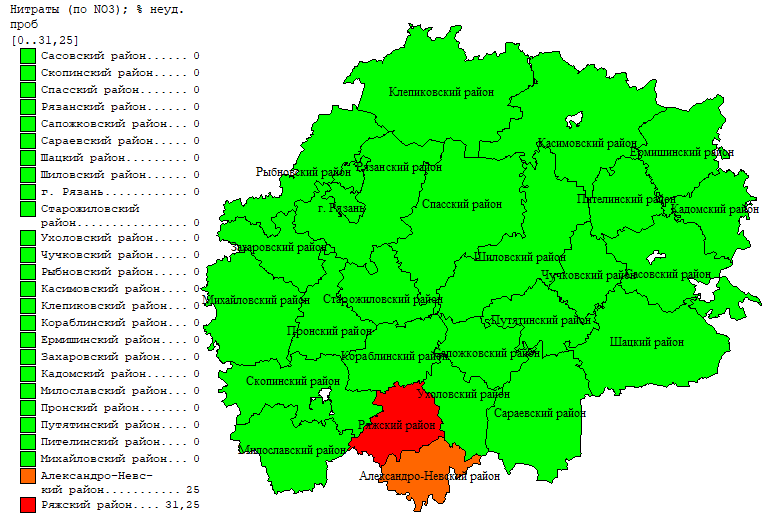 Нитраты (по NO3); % неуд.
проб
[0..31,25]
Сасовский район...... 0
Скопинский район..... 0
Спасский район....... 0
Рязанский район...... 0
Сапожковский район... 0
Сараевский район..... 0
Шацкий район......... 0
Шиловский район...... 0
г. Рязань............ 0
Старожиловский
район................ 0
Ухоловский район..... 0
Чучковский район..... 0
Рыбновский район..... 0
Касимовский район.... 0
Клепиковский район... 0
Кораблинский район... 0
Ермишинский район.... 0
Захаровский район.... 0
Кадомский район...... 0
Милославский район... 0
Пронский район....... 0
Путятинский район.... 0
Пителинский район.... 0
Михайловский район... 0
Александро-Невс-
кий район........... 25
Ряжский район.... 31,25
Клепиковский район
Касимовский район
Ермишинский район
Рыбновский район
Рязанский район
г. Рязань
Спасский район
Пителинский район
Кадомский район
Захаровский район
Шиловский район
Чучковский район
Сасовский район
Михайловский район
Старожиловский район
Путятинский район
Пронский район
Шацкий район
Кораблинский район
Сапожковский район
Скопинский район
Ухоловский район
Сараевский район
Ряжский район
Милославский район
Александро-Невский район